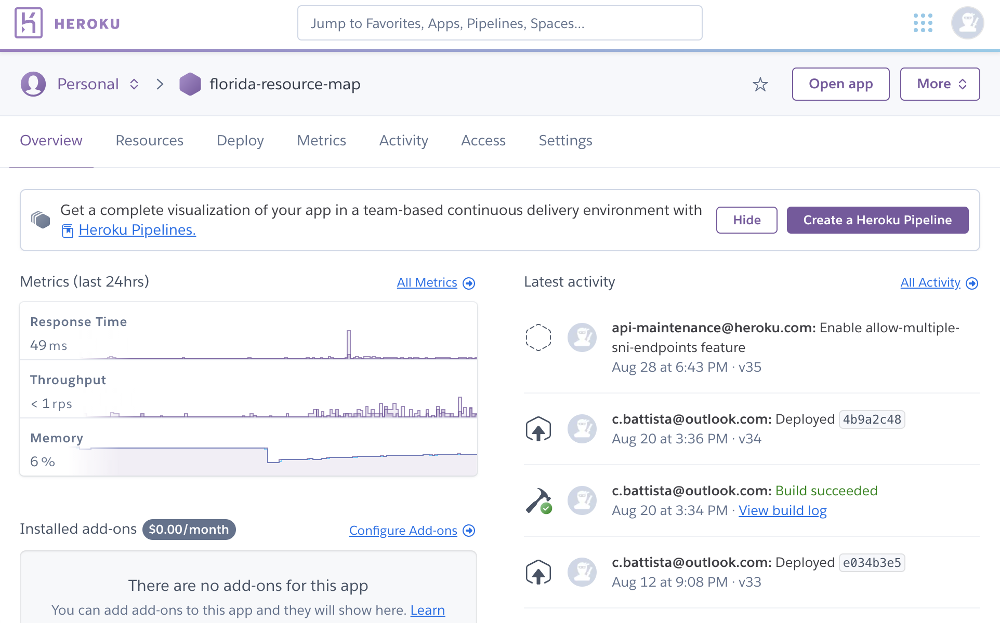 HEROKU
Jump to Favorites, Apps, Pipelines, Spaces...
Personal
florida-resource-map
Open app
More
Overview
Resources
Deploy
Metrics
Activity
Access
Settings
Get a complete visualization of your app in a team-based continuous delivery environment with
Heroku Pipelines.
Hide
Create a Heroku Pipeline
Metrics (last 24hrs)
All Metrics
Response Time
49 ms
Throughput
< 1 rps
Memory
6 %
Installed add-ons
$0.00/month
Configure Add-ons
There are no add-ons for this app
You can add add-ons to this app and they will show here. Learn
Latest activity
All Activity
api-maintenance@heroku.com: Enable allow-multiple-
sni-endpoints feature
Aug 28 at 6:43 PM · v35
c.battista@outlook.com: Deployed 4b9a2c48
Aug 20 at 3:36 PM · v34
c.battista@outlook.com: Build succeeded
Aug 20 at 3:34 PM · View build log
c.battista@outlook.com: Deployed e034b3e5
Aug 12 at 9:08 PM · v33